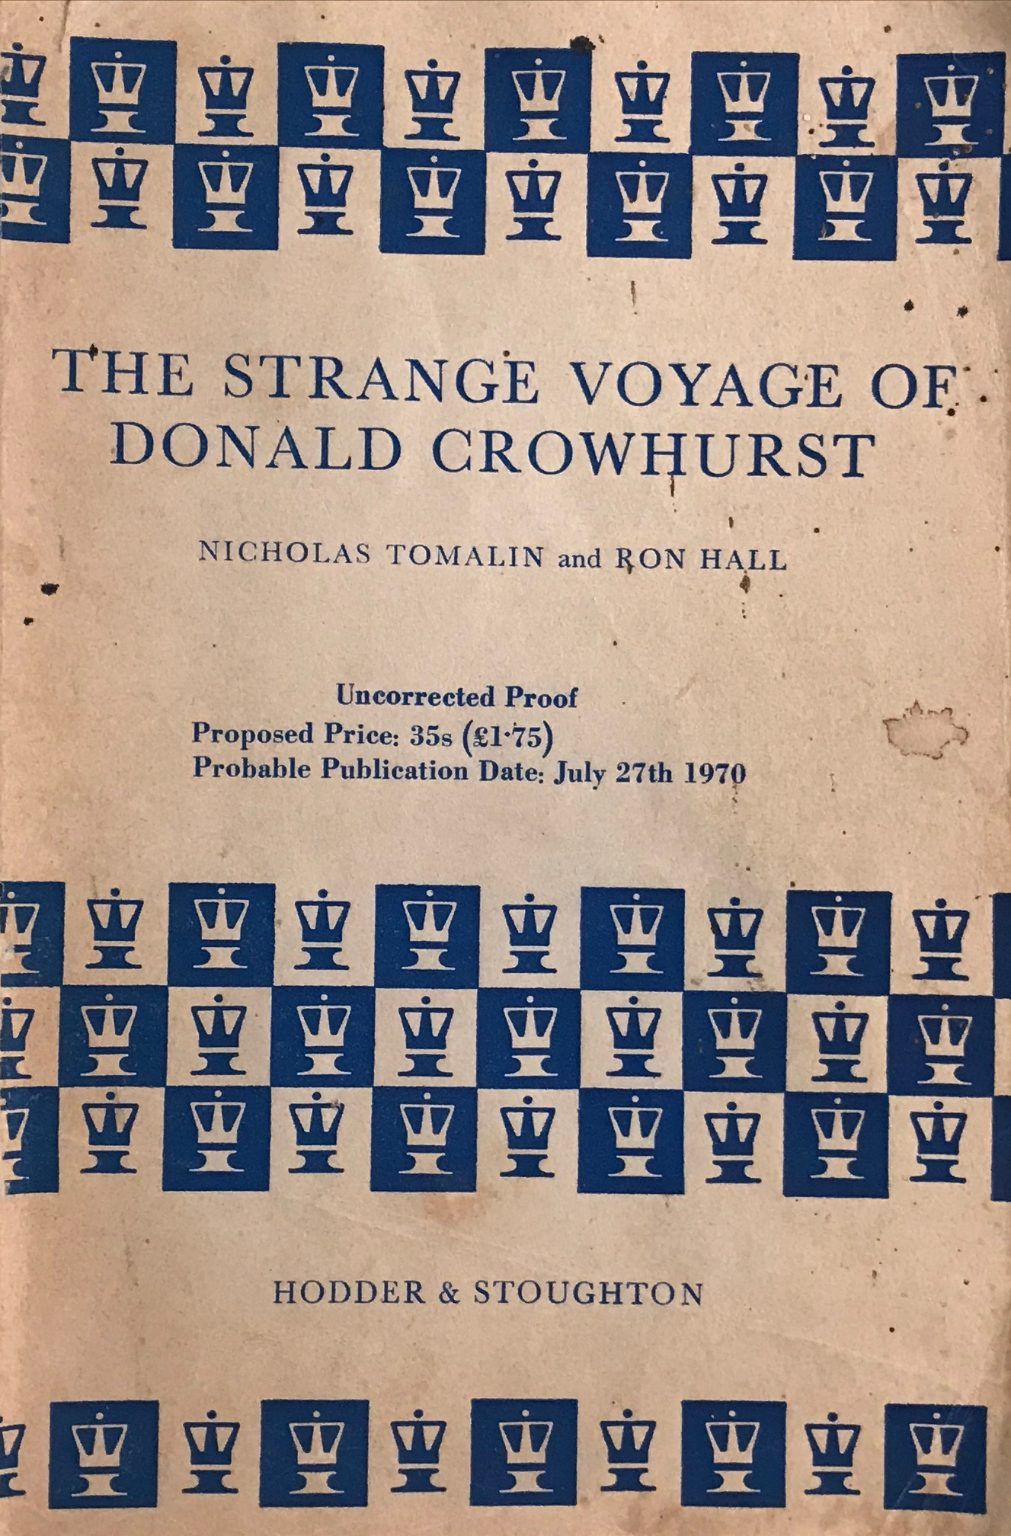 THE STRANGE VOYAGE OF
DONALD CROWHURST
NICHOLAS TOMALIN and RON HALL
Uncorrected Proof
Proposed Price: 35s (£1·75)
Probable Publication Date: July 27th 1970
HODDER & STOUGHTON